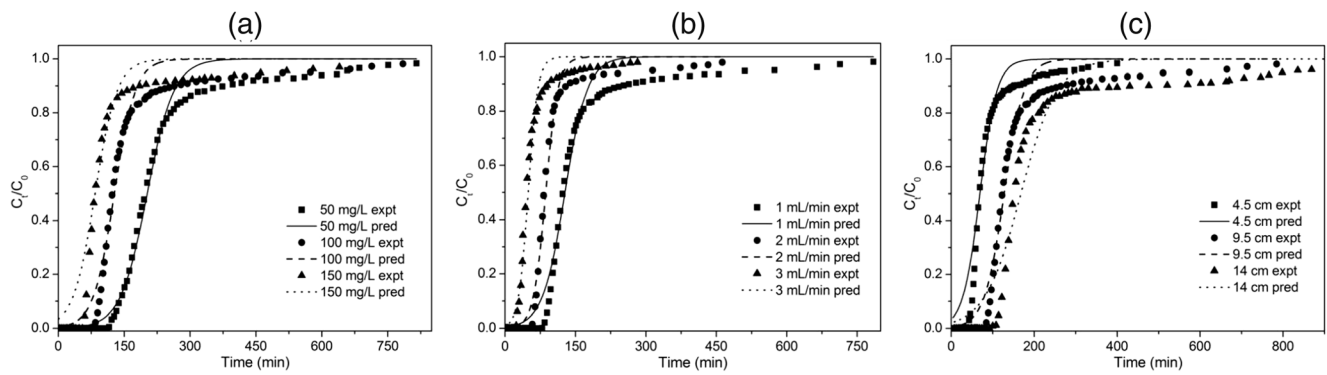 (a)
1.0
0.8
0.6
0.4
0.2
0.0
Ct/C0
0 150 300 450 600 750
Time (min)
50 mg/L expt
50 mg/L pred
100 mg/L expt
100 mg/L pred
150 mg/L expt
150 mg/L pred
(b)
1.0
0.8
0.6
0.4
0.2
0.0
Ct/C0
0 150 300 450 600 750
Time (min)
1 mL/min expt
1 mL/min pred
2 mL/min expt
2 mL/min pred
3 mL/min expt
3 mL/min pred
(c)
1.0
0.8
0.6
0.4
0.2
0.0
Ct/C0
0 200 400 600 800
Time (min)
4.5 cm expt
4.5 cm pred
9.5 cm expt
9.5 cm pred
14 cm expt
14 cm pred